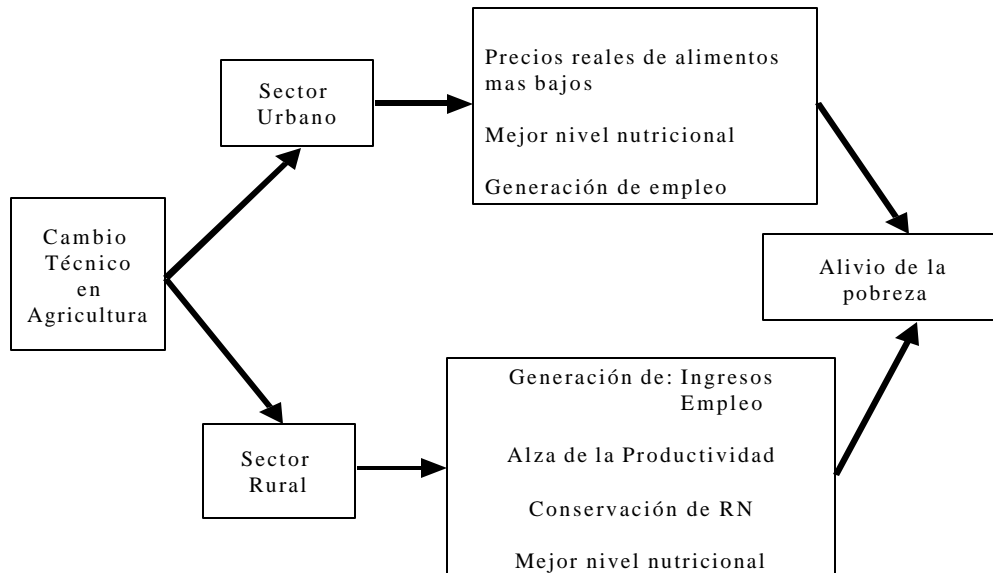 Cambio
Técnico
en
Agricultura
Sector
Urbano
Precios reales de alimentos
mas bajos
Mejor nivel nutricional
Generación de empleo
Sector
Rural
Generación de: Ingresos
Empleo
Alza de la Productividad
Conservación de RN
Mejor nivel nutricional
Alivio de la
pobreza